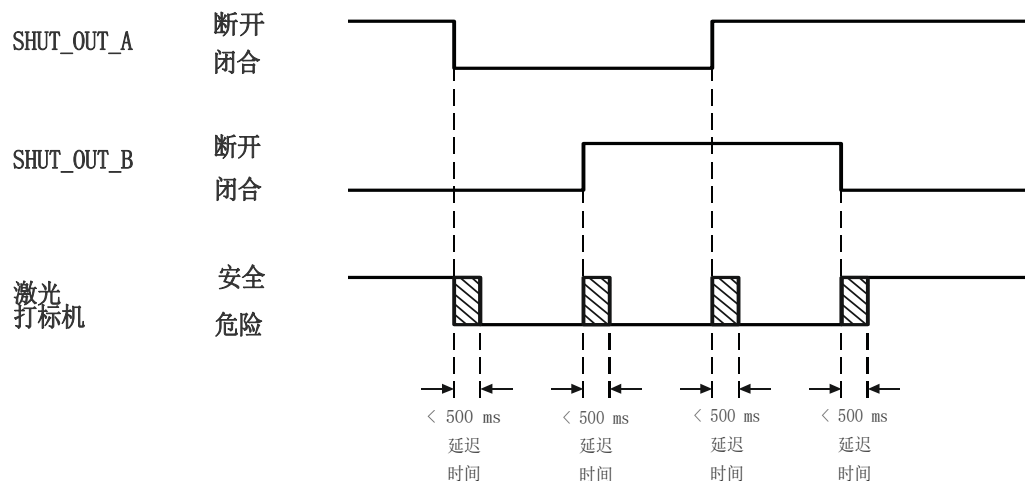 SHUT_OUT_A
断开
闭合
SHUT_OUT_B
断开
闭合
激光
打标机
安全
危险
< 500 ms
延迟
时间
< 500 ms
延迟
时间
< 500 ms
延迟
时间
< 500 ms
延迟
时间